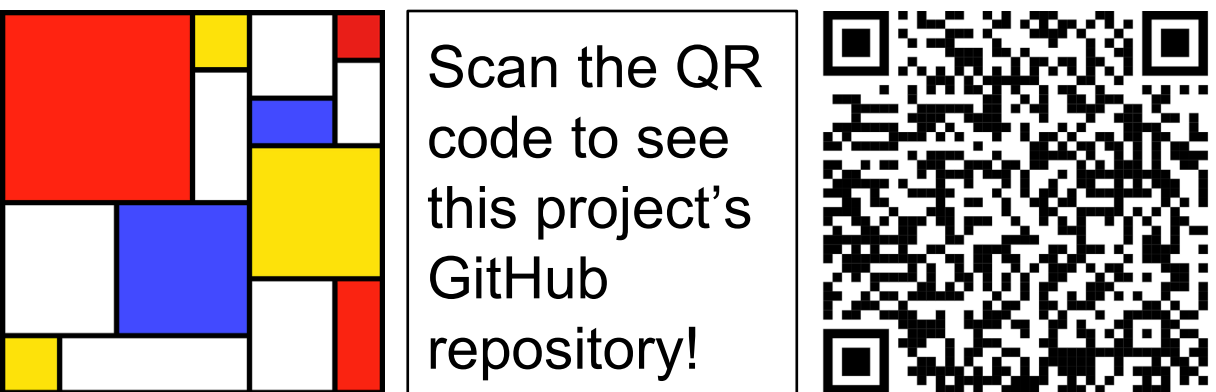 Scan the QR
code to see
this project’s
GitHub
repository!